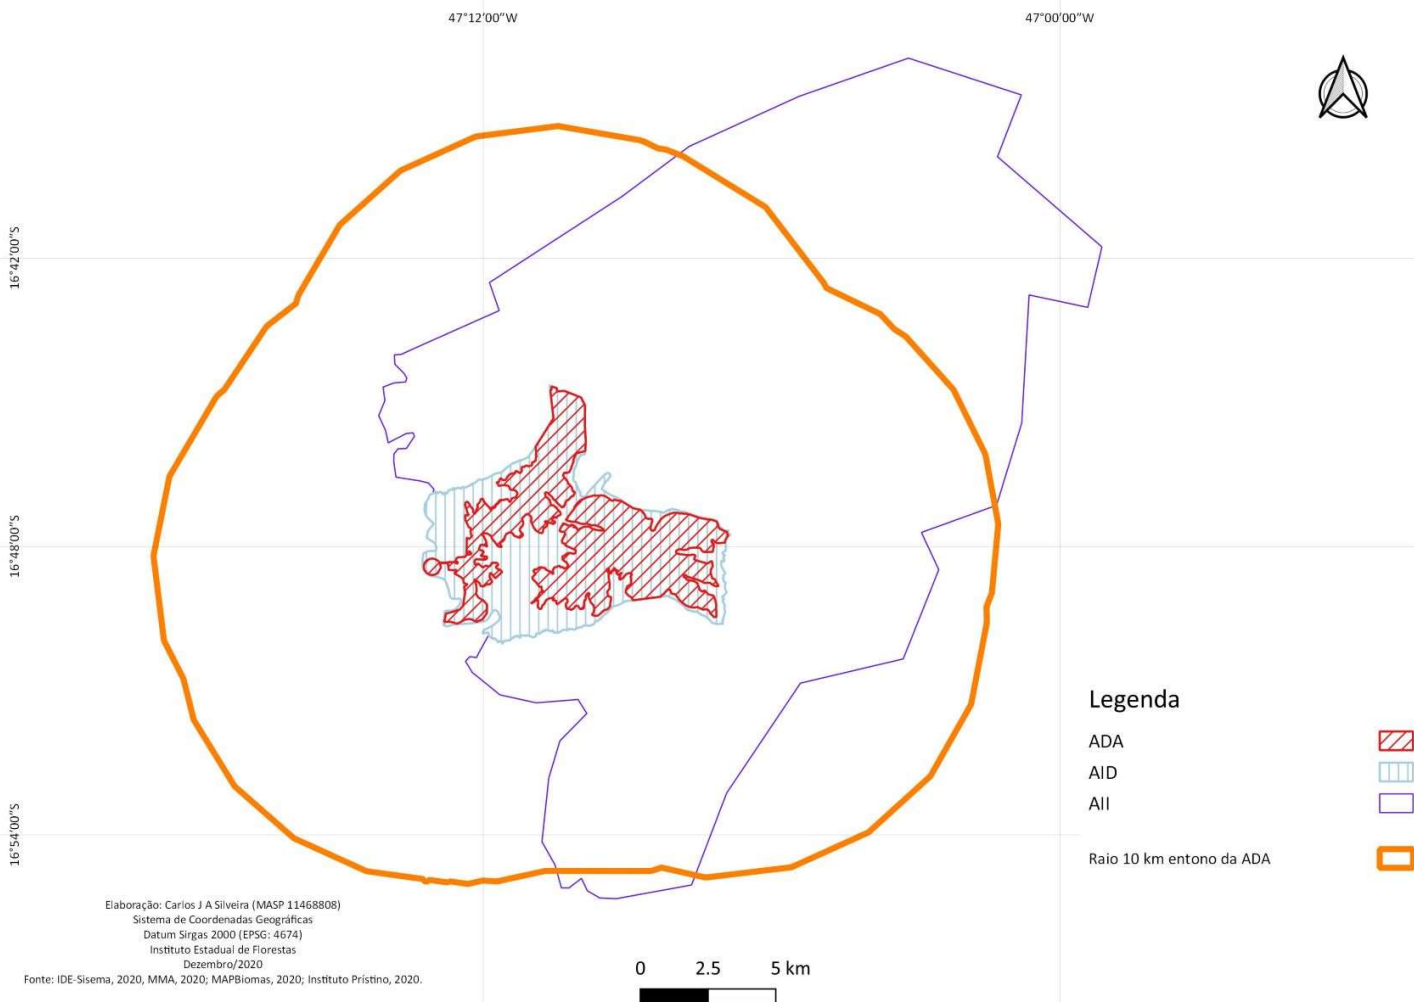 47°12'00"W
47°00'00"W
16°42'00"S
16°48'00"S
16°54'00"S
Legenda
ADA
AID
AII
Raio 10 km entono da ADA
Elaboração: Carlos J A Silveira (MASP 11468808)
Sistema de Coordenadas Geográficas
Datum Sirgas 2000 (EPSG: 4674)
Instituto Estadual de Florestas
Dezembro/2020
Fonte: IDE-Sisema, 2020, MMA, 2020; MAPBiomas, 2020; Instituto Prístino, 2020.
0 2.5 5 km